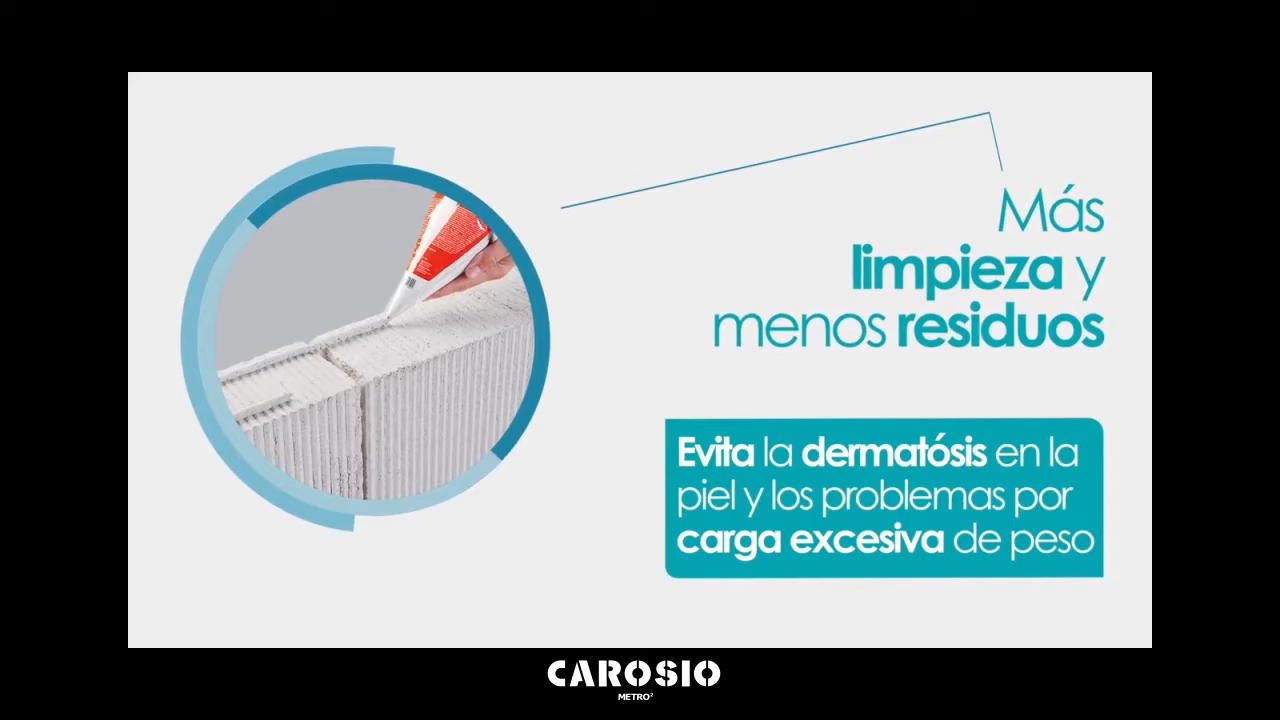 Más
limpieza y
menos residuos
Evita la dermatósis en la
piel y los problemas por
carga excesiva de peso
CAROSIO
METRO²